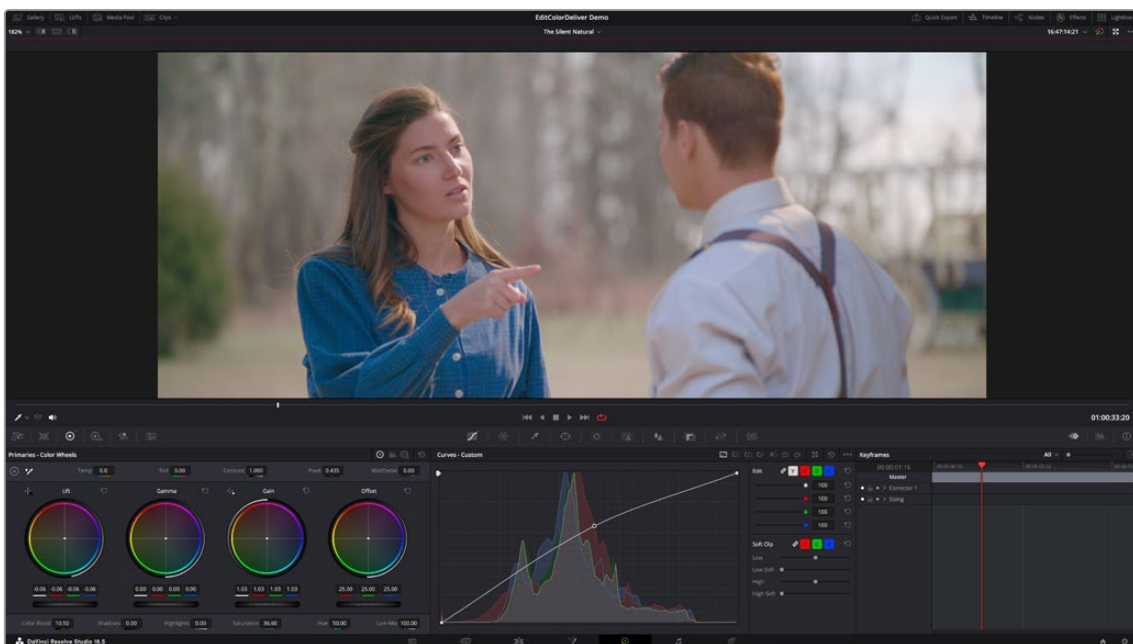 Gallery LUTs Media Pool Clips EditColorDeliver Demo Quick Export Timeline Nodes Effects Lightbox
182% The Silent Natural 16:47:14:21
01:00:33:20
Primaries - Color Wheels Curves - Custom Keyframes All
Temp 0.0 Tint 0.00 Contrast 1.000 Pivot 0.435 Mid/Detail 0.00 Edit Y R G B 00:00:01:16
Lift Gamma Gain Offset 100 Master
100 Corrector 1
100 Sizing
100
Soft Clip R G B
Low
Low Soft
High
-0.06 -0.06 -0.06 -0.06 0.00 0.00 0.00 0.00 1.03 1.03 1.03 1.03 25.00 25.00 25.00 High Soft
Color Boost 10.50 Shadows 0.00 Highlights 0.00 Saturation Hue 50.00 Lum Mix 100.00
DaVinci Resolve Studio 18.5